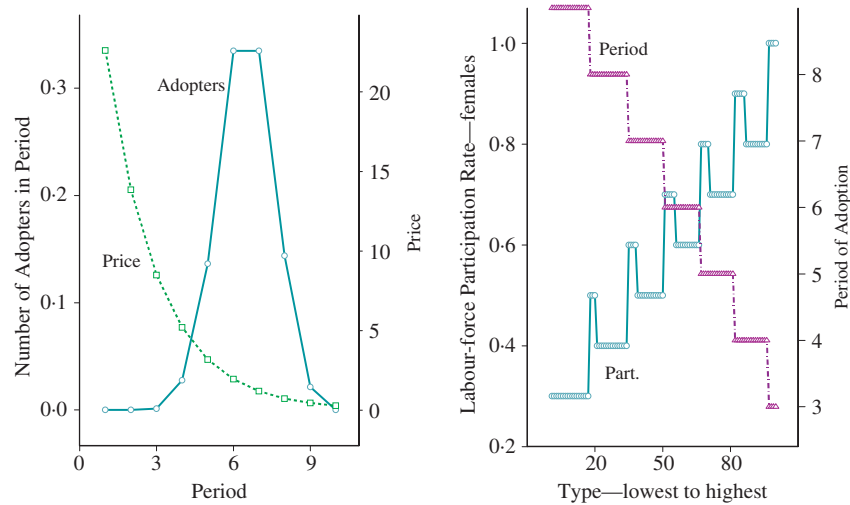 Number of Adopters in Period
0·3
0·2
0·1
0·0
Adopters
Price
20
15
10
5
0
Price
0
3
6
9
Period
Labour-force Participation Rate—females
1·0
0·8
0·6
0·4
0·2
Period
Part.
8
7
6
5
4
3
Period of Adoption
20
50
80
Type—lowest to highest